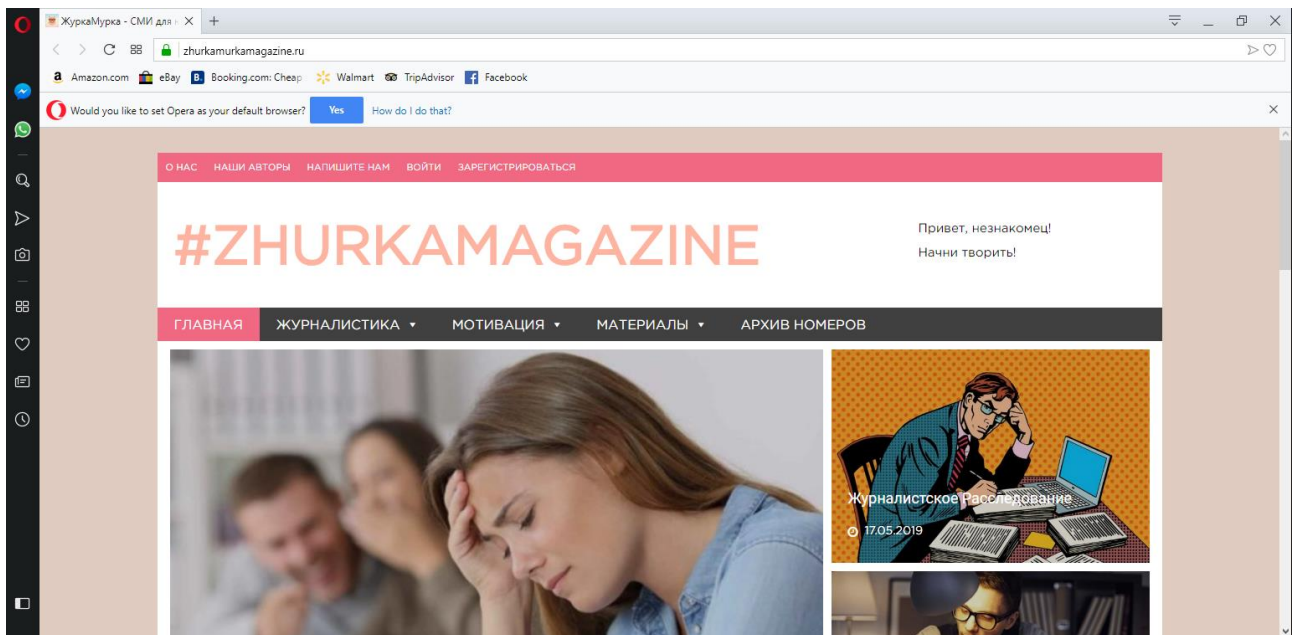 ЖуркаМурка - СМИ для
zhurkamurkamagazine.ru
Amazon.com eBay Booking.com: Cheap Walmart TripAdvisor Facebook
Would you like to set Opera as your default browser? Yes How do I do that?
О НАС НАШИ АВТОРЫ НАПИШИТЕ НАМ ВОЙТИ ЗАРЕГИСТРИРОВАТЬСЯ
#ZHURKAMAGAZINE
Привет, незнакомец!
Начни творить!
ГЛАВНАЯ ЖУРНАЛИСТИКА МОТИВАЦИЯ МАТЕРИАЛЫ АРХИВ НОМЕРОВ
Журналистское Расследование
17.05.2019